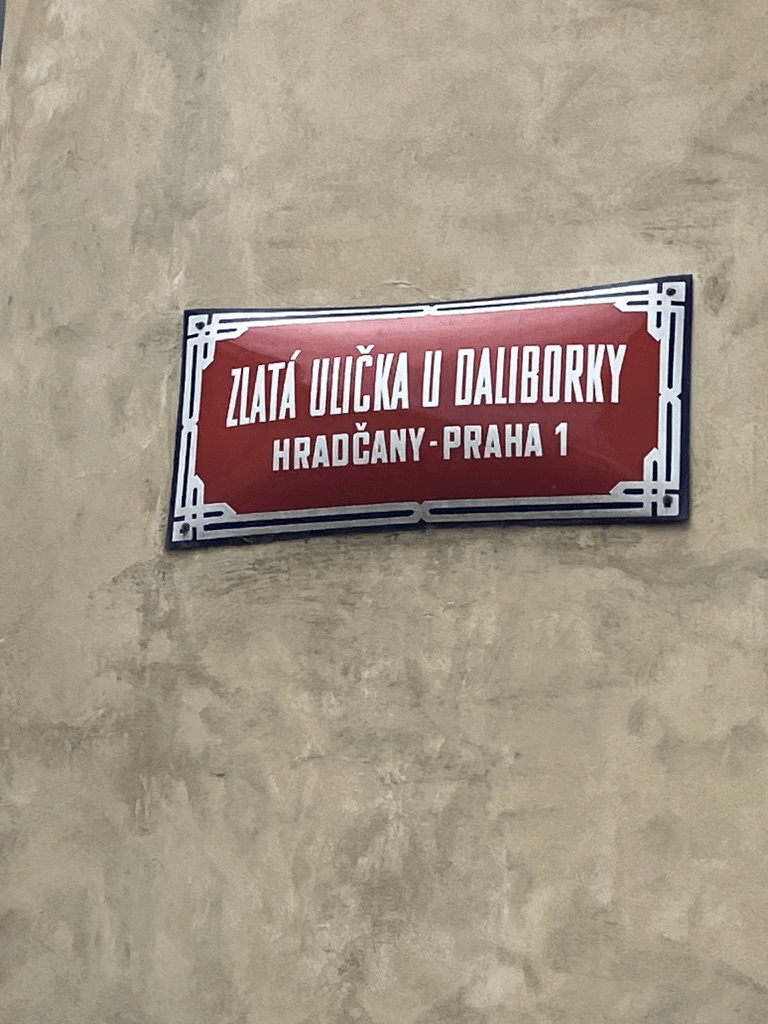 ZLATÁ ULIČKA U DALIBORKY
HRADČANY-PRAHA 1